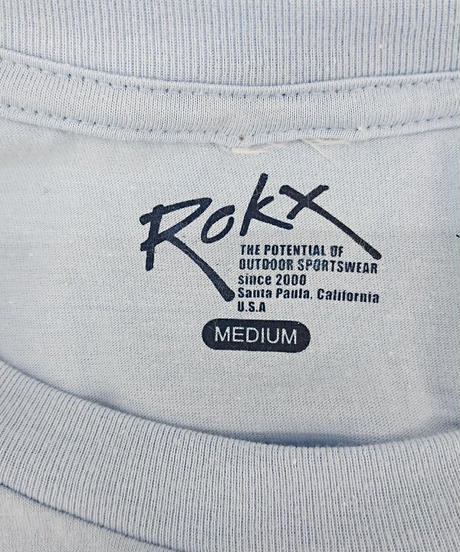 Rokx
THE POTENTIAL OF
OUTDOOR SPORTSWEAR
since 2000
Santa Paula, California
U.S.A
MEDIUM